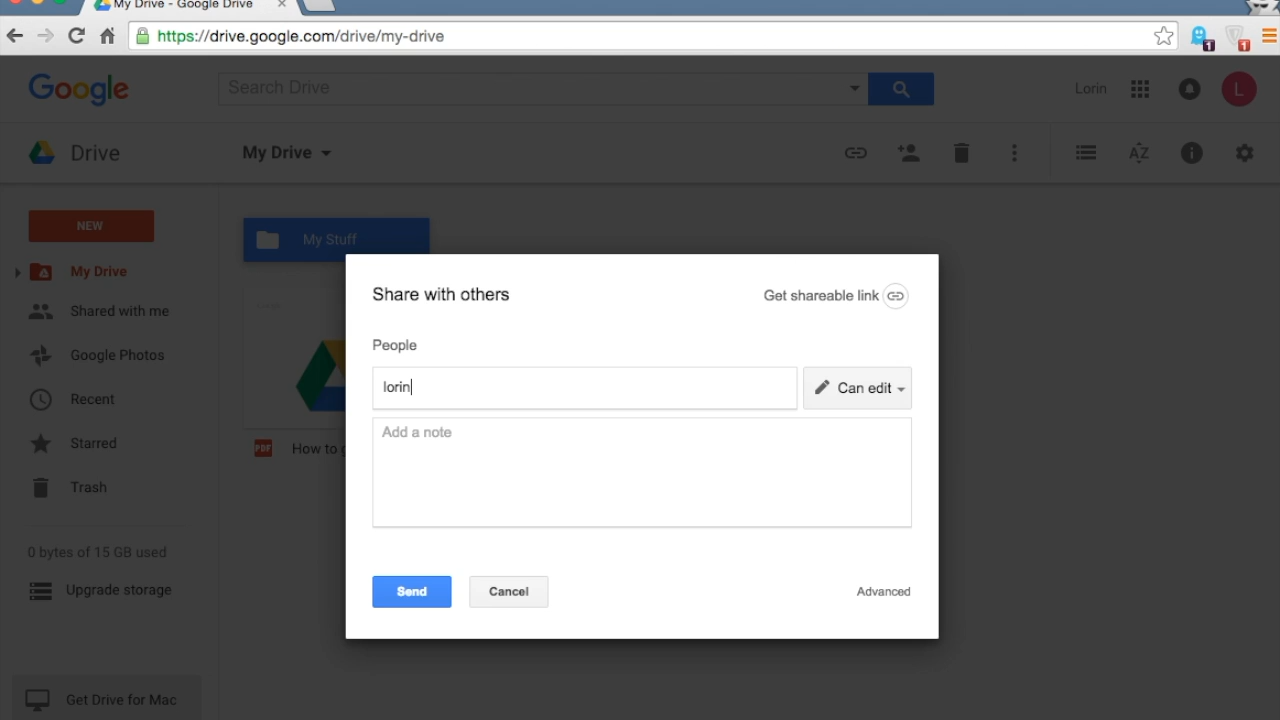 My Drive - Google Drive
https://drive.google.com/drive/my-drive
1
1
Google
Search Drive
Lorin
L
Drive
My Drive
AZ
NEW
My Stuff
My Drive
Shared with me
Google Photos
Recent
Starred
Trash
0 bytes of 15 GB used
Upgrade storage
Get Drive for Mac
PDF
How to
Share with others
Get shareable link
People
lorin
Can edit
Add a note
Send
Cancel
Advanced